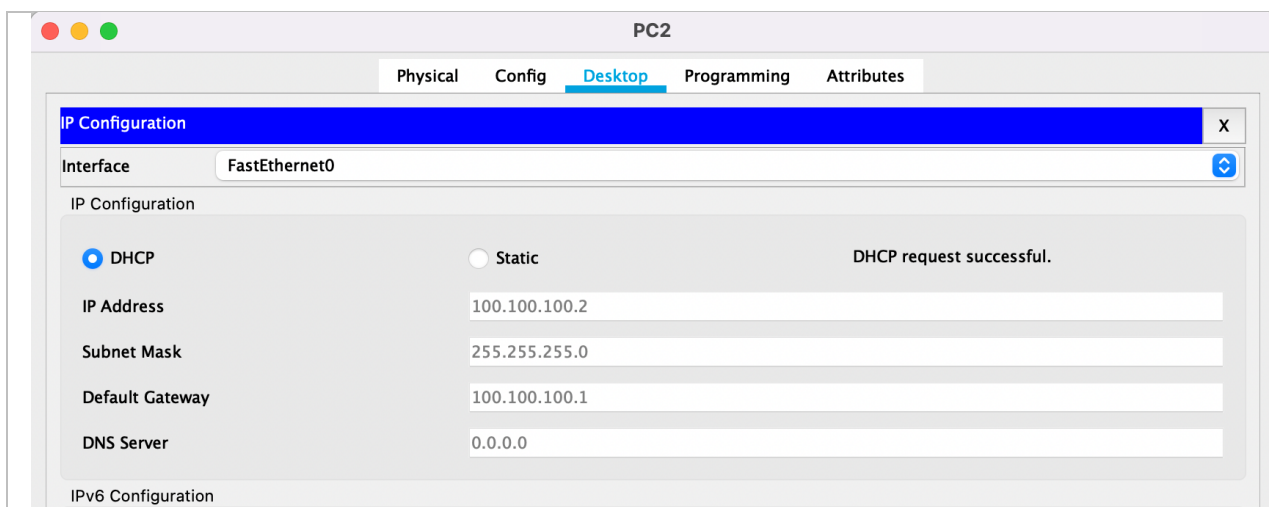 PC2
Physical Config Desktop Programming Attributes
IP Configuration X
Interface FastEthernet0
IP Configuration
DHCP Static DHCP request successful.
IP Address 100.100.100.2
Subnet Mask 255.255.255.0
Default Gateway 100.100.100.1
DNS Server 0.0.0.0
IPv6 Configuration